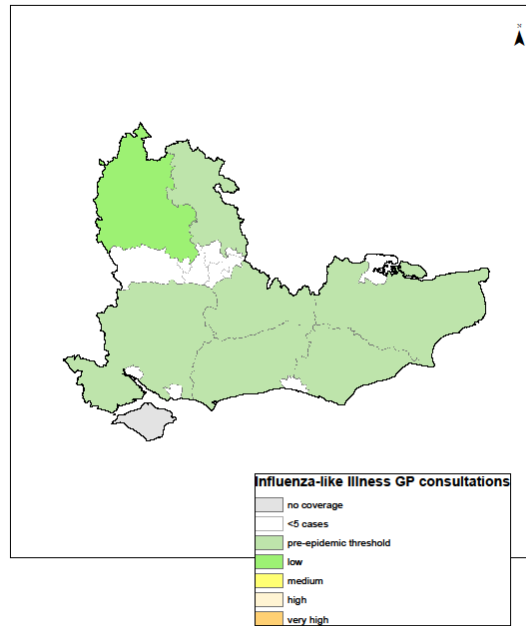 N
Influenza-like Illness GP consultations
no coverage
<5 cases
pre-epidemic threshold
low
medium
high
very high